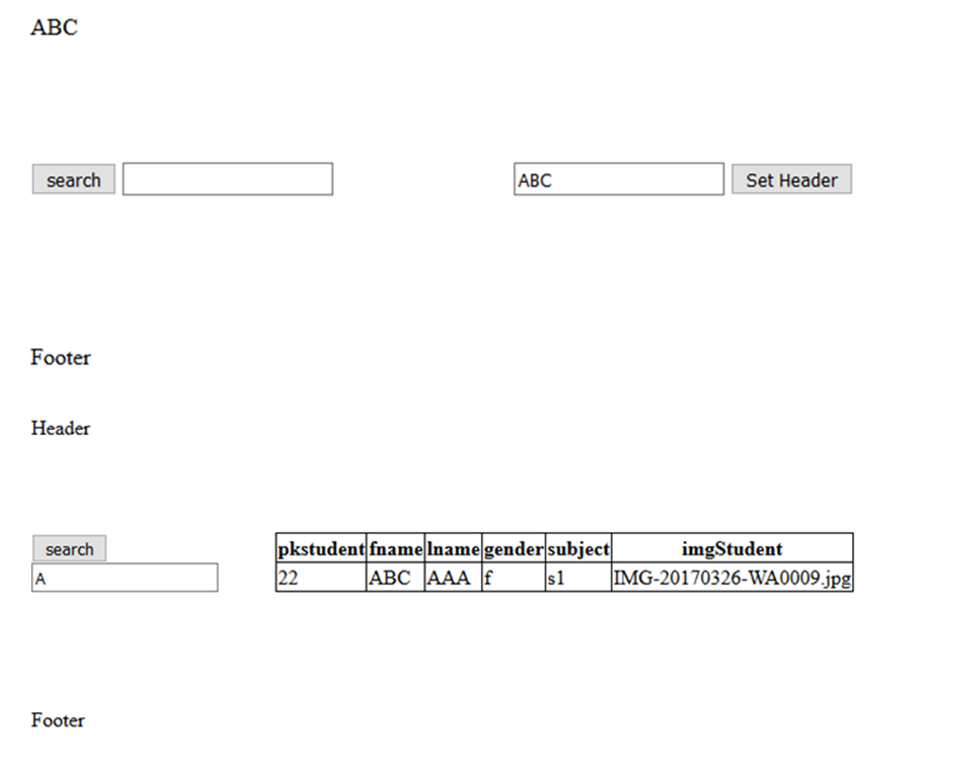 ABC
search ABC Set Header
Footer
Header
search
A
pkstudent fname lname gender subject imgStudent
22 ABC AAA f s1 IMG-20170326-WA0009.jpg
Footer